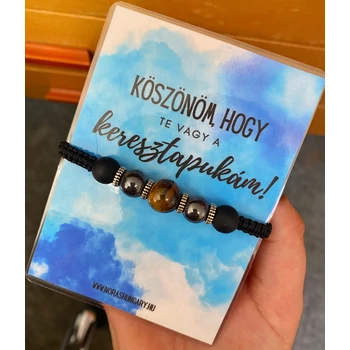 KÖSZÖNÖM, HOGY
TE VAGY A
keresztapukám!
WWW.NORASHUNGARY.HU